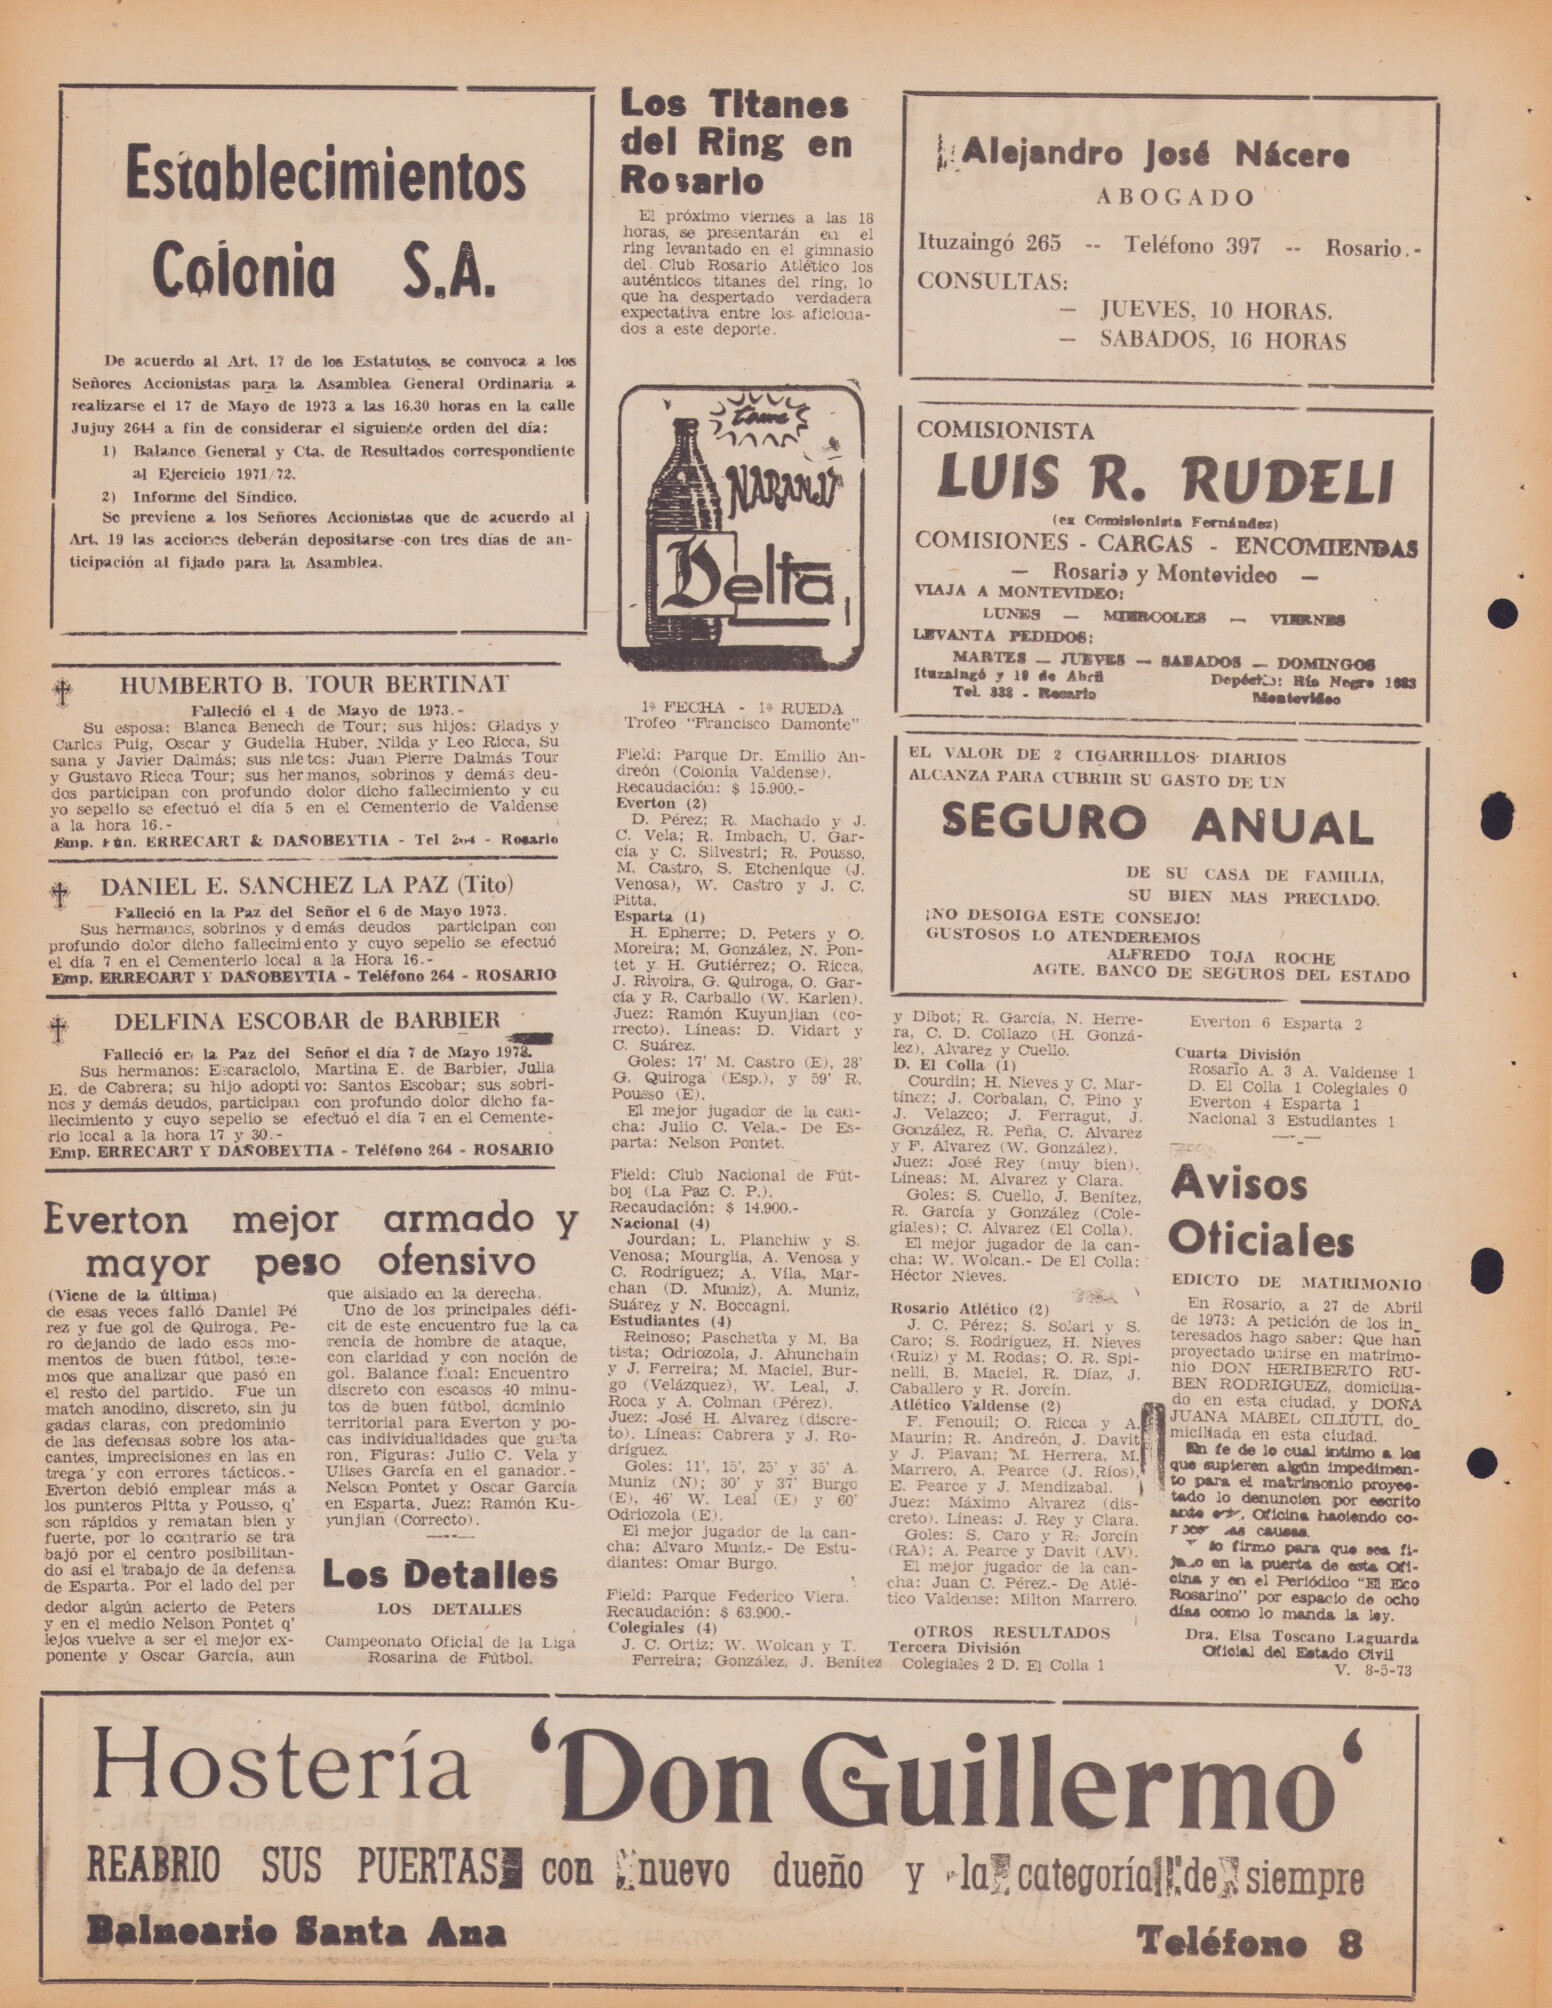 Establecimientos
Colonia S.A.
De acuerdo al Art. 17 de los Estatutos, se convoca a los
Señores Accionistas para la Asamblea General Ordinaria a
realizarse el 17 de Mayo de 1973 a las 16.30 horas en la calle
Jujuy 2644 a fin de considerar el siguiente orden del día:
1) Balance General y Cta. de Resultados correspondiente
al Ejercicio 1971/72.
2) Informe del Síndico.
Se previene a los Señores Accionistas que de acuerdo al
Art. 19 las acciones deberán depositarse con tres días de an-
ticipación al fijado para la Asamblea.
HUMBERTO B. TOUR BERTINAT
Falleció el 4 de Mayo de 1973.-
Su esposa: Blanca Benech de Tour; sus hijos: Gladys y
Carlos Puig, Oscar y Gudelia Huber, Nilda y Leo Ricca, Su
sana y Javier Dalmás; sus nietos: Juan Pierre Dalmás Tour
y Gustavo Ricca Tour; sus hermanos, sobrinos y demás deu-
dos participan con profundo dolor dicho fallecimiento y cu
yo sepelio se efectuó el día 5 en el Cementerio de Valdense
a la hora 16.-
Emp. Fún. ERRECART & DAÑOBEYTIA - Tel 264 - Rosario
DANIEL E. SANCHEZ LA PAZ (Tito)
Falleció en la Paz del Señor el 6 de Mayo 1973.
Sus hermanos, sobrinos y demás deudos participan con
profundo dolor dicho fallecimiento y cuyo sepelio se efectuó
el día 7 en el Cementerio local a la Hora 16.-
Emp. ERRECART Y DAÑOBEYTIA - Teléfono 264 - ROSARIO
DELFINA ESCOBAR de BARBIER
Falleció en la Paz del Señor el día 7 de Mayo 1973.
Sus hermanos: Escaraciolo, Martina E. de Barbier, Julia
E. de Cabrera; su hijo adoptivo: Santos Escobar; sus sobri-
nos y demás deudos, participan con profundo dolor dicho fa-
llecimiento y cuyo sepelio se efectuó el día 7 en el Cemente-
rio local a la hora 17 y 30.-
Emp. ERRECART Y DAÑOBEYTIA - Teléfono 264 - ROSARIO
Everton mejor armado y
mayor peso ofensivo
(Viene de la última)
de esas veces falló Daniel Pé
rez y fue gol de Quiroga. Pe-
ro dejando de lado esos mo-
mentos de buen fútbol, tene-
mos que analizar que pasó en
el resto del partido. Fue un
match anodino, discreto, sin ju
gadas claras, con predominio
de las defensas sobre los ata-
cantes, imprecisiones en las en
trega y con errores tácticos.-
Everton debió emplear más a
los punteros Pitta y Pousso, q'
son rápidos y rematan bien y
fuerte, por lo contrario se tra
bajó por el centro posibilitan-
do así el trabajo de la defensa
de Esparta. Por el lado del per
dedor algún acierto de Peters
y en el medio Nelson Pontet q'
lejos vuelve a ser el mejor ex-
ponente y Oscar García, aun
que aislado en la derecha.
Uno de los principales défi-
cit de este encuentro fue la ca
rencia de hombre de ataque,
con claridad y con noción de
gol. Balance final: Encuentro
discreto con escasos 40 minu-
tos de buen fútbol, dominio
territorial para Everton y po-
cas individualidades que gusta
ron. Figuras: Julio C. Vela y
Ulises García en el ganador.-
Nelson Pontet y Oscar García
en Esparta. Juez: Ramón Ku-
yunjian (Correcto).
Los Detalles
LOS DETALLES
Campeonato Oficial de la Liga
Rosarina de Fútbol.
Los Titanes
del Ring en
Rosario
El próximo viernes a las 18
horas, se presentarán en el
ring levantado en el gimnasio
del Club Rosario Atlético los
auténticos titanes del ring, lo
que ha despertado verdadera
expectativa entre los aficiona-
dos a este deporte.
tome
NARANJÍ
Delta
1ª FECHA - 1ª RUEDA
Trofeo "Francisco Damonte"
Field: Parque Dr. Emilio An-
dreón (Colonia Valdense).
Recaudación: $ 15.900.-
Everton (2)
D. Pérez; R. Machado y J.
C. Vela; R. Imbach, U. Gar-
cía y C. Silvestri; R. Pousso,
M. Castro, S. Etchenique (J.
Venosa), W. Castro y J. C.
Pitta.
Esparta (1)
H. Epherre; D. Peters y O.
Moreira; M. González, N. Pon-
tet y H. Gutiérrez; O. Ricca,
J. Rivoira, G. Quiroga, O. Gar-
cía y R. Carballo (W. Karlen).
Juez: Ramón Kuyunjian (co-
rrecto). Líneas: D. Vidart y
C. Suárez.
Goles: 17' M. Castro (E), 28'
G. Quiroga (Esp.), y 59' R.
Pousso (E).
El mejor jugador de la can-
cha: Julio C. Vela.- De Es-
parta: Nelson Pontet.
Field: Club Nacional de Fút-
bol (La Paz C. P.).
Recaudación: $ 14.900.-
Nacional (4)
Jourdan; L. Planchiw y S.
Venosa; Mourglia, A. Venosa y
C. Rodríguez; A. Vila, Mar-
chan (D. Muniz), A. Muniz,
Suárez y N. Boccagni.
Estudiantes (4)
Reinoso; Paschetta y M. Ba
tista; Odriozola, J. Ahunchain
y J. Ferreira; M. Maciel, Bur-
go (Velázquez), W. Leal, J.
Roca y A. Colman (Pérez).
Juez: José H. Alvarez (discre-
to). Líneas: Cabrera y J. Ro-
dríguez.
Goles: 11', 15', 25' y 35' A.
Muniz (N); 30' y 37' Burgo
(E), 46' W. Leal (E) y 60'
Odriozola (E).
El mejor jugador de la can-
cha: Alvaro Muniz.- De Estu-
diantes: Omar Burgo.
Field: Parque Federico Viera.
Recaudación: $ 63.900.-
Colegiales (4)
J. C. Ortiz; W. Wolcan y T.
Ferreira; González, J. Benítez
Alejandro José Nácere
ABOGADO
Ituzaingó 265 -- Teléfono 397 -- Rosario.-
CONSULTAS:
— JUEVES, 10 HORAS.
— SABADOS, 16 HORAS
COMISIONISTA
LUIS R. RUDELI
(ex Comisionista Fernández)
COMISIONES - CARGAS - ENCOMIENDAS
— Rosario y Montevideo —
VIAJA A MONTEVIDEO:
LUNES — MIERCOLES — VIERNES
LEVANTA PEDIDOS:
MARTES — JUEVES — SABADOS — DOMINGOS
Ituzaingó y 19 de Abril Depósito: Río Negro 1683
Tel. 332 - Rosario Montevideo
EL VALOR DE 2 CIGARRILLOS DIARIOS
ALCANZA PARA CUBRIR SU GASTO DE UN
SEGURO ANUAL
DE SU CASA DE FAMILIA,
SU BIEN MAS PRECIADO.
¡NO DESOIGA ESTE CONSEJO!
GUSTOSOS LO ATENDEREMOS
ALFREDO TOJA ROCHE
AGTE. BANCO DE SEGUROS DEL ESTADO
y Dibot; R. García, N. Herre-
ra, C. D. Collazo (H. Gonzá-
lez), Alvarez y Cuello.
D. El Colla (1)
Courdin; H. Nieves y C. Mar-
tínez; J. Corbalan, C. Pino y
J. Velazco; J. Ferragut, J.
González, R. Peña, C. Alvarez
y F. Alvarez (W. González).
Juez: José Rey (muy bien).
Líneas: M. Alvarez y Clara.
Goles: S. Cuello, J. Benítez,
R. García y González (Cole-
giales); C. Alvarez (El Colla).
El mejor jugador de la can-
cha: W. Wolcan.- De El Colla:
Héctor Nieves.
Rosario Atlético (2)
J. C. Pérez; S. Solari y S.
Caro; S. Rodríguez, H. Nieves
(Ruiz) y M. Rodas; O. R. Spi-
nelli, B. Maciel, R. Díaz, J.
Caballero y R. Jorcín.
Atlético Valdense (2)
F. Fenouil; O. Ricca y A.
Maurin; R. Andreón, J. Davit
y J. Plavan; M. Herrera, M.
Marrero, A. Pearce (J. Ríos),
E. Pearce y J. Mendizabal.
Juez: Máximo Alvarez (dis-
creto). Líneas: J. Rey y Clara.
Goles: S. Caro y R. Jorcín
(RA); A. Pearce y Davit (AV).
El mejor jugador de la can-
cha: Juan C. Pérez.- De Atlé-
tico Valdense: Milton Marrero.
OTROS RESULTADOS
Tercera División
Colegiales 2 D. El Colla 1
Everton 6 Esparta 2
Cuarta División
Rosario A. 3 A. Valdense 1
D. El Colla 1 Colegiales 0
Everton 4 Esparta 1
Nacional 3 Estudiantes 1
Avisos
Oficiales
EDICTO DE MATRIMONIO
En Rosario, a 27 de Abril
de 1973: A petición de los in_
teresados hago saber: Que han
proyectado unirse en matrimo-
nio DON HERIBERTO RU-
BEN RODRIGUEZ, domicilia-
do en esta ciudad, y DOÑA
JUANA MABEL CILIUTI, do_
miciliada en esta ciudad.
En fe de lo cual intimo a los
que supieren algún impedimen-
to para el matrimonio proyec-
tado lo denuncien por escrito
ante Oficina haciendo co-
las causas.
lo firmo para que sea fi-
jado en la puerta de esta Ofi-
cina y en el Periódico "El Eco
Rosarino" por espacio de ocho
días como lo manda la ley.
Dra. Elsa Toscano Laguarda
Oficial del Estado Civil
V. 8-5-73
Hostería 'Don Guillermo'
REABRIO SUS PUERTAS con nuevo dueño y la categoría de siempre
Balneario Santa Ana Teléfono 8